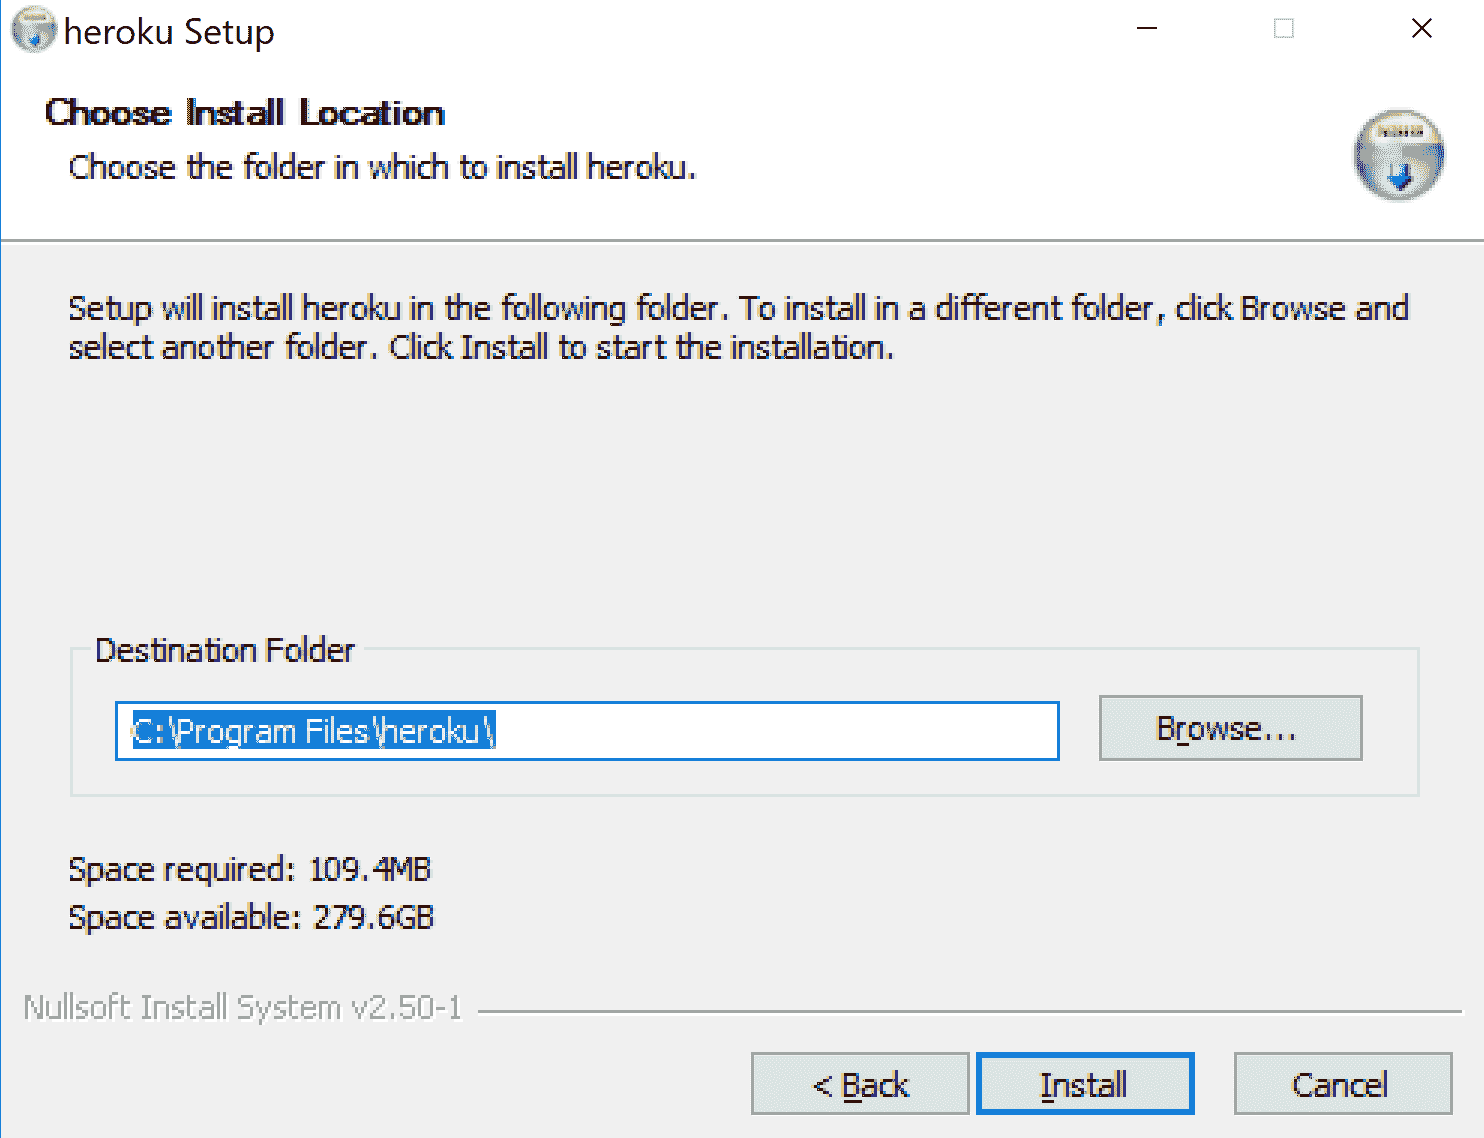 heroku Setup
Choose Install Location
Choose the folder in which to install heroku.
Setup will install heroku in the following folder. To install in a different folder, click Browse and
select another folder. Click Install to start the installation.
Destination Folder
C:\Program Files\heroku\
Browse...
Space required: 109.4MB
Space available: 279.6GB
Nullsoft Install System v2.50-1
< Back
Install
Cancel